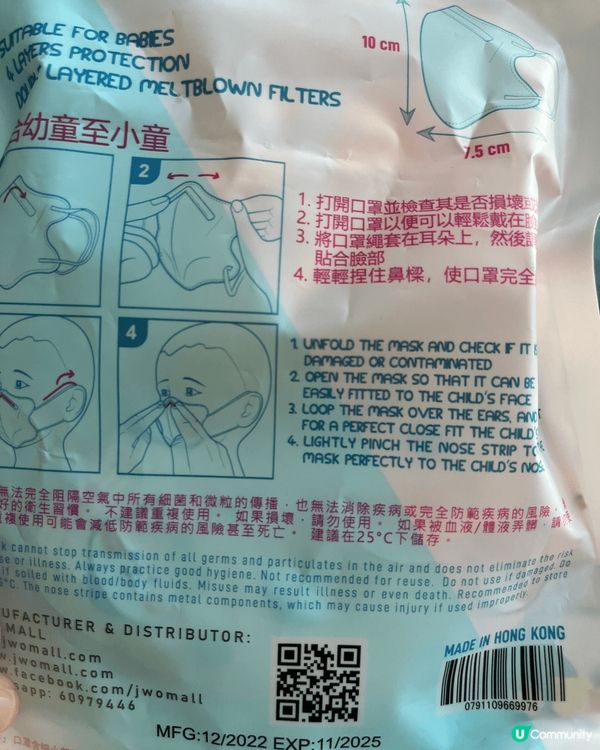 SUITABLE FOR BABIES
4 LAYERS PROTECTION
DOUBLY LAYERED MELTBLOWN FILTERS
10 cm
7.5 cm
幼童至小童
2
4
1. 打開口罩並檢查其是否損壞
2. 打開口罩以便可以輕鬆戴在
3. 將口罩繩套在耳朵上，然後
貼合臉部
4. 輕輕捏住鼻樑，使口罩完全
1. UNFOLD THE MASK AND CHECK IF IT
DAMAGED OR CONTAMINATED
2. OPEN THE MASK SO THAT IT CAN BE
EASILY FITTED TO THE CHILD'S FACE
3. LOOP THE MASK OVER THE EARS, AND
FOR A PERFECT CLOSE FIT THE CHILD'S
4. LIGHTLY PINCH THE NOSE STRIP TO
MASK PERFECTLY TO THE CHILD'S
無法完全阻隔空氣中所有細菌和微粒的傳播，也無法消除疾病或完全防範疾病的風險，
好的衛生習慣。不建議重複使用。如果損壞，請勿使用。如果被血液/體液弄髒，請
重複使用可能會減低防範疾病的風險甚至死亡。建議在25°C下儲存。
cannot stop transmission of all germs and particulates in the air and does not eliminate the risk
or illness. Always practice good hygiene. Not recommended for reuse. Do not use if damaged. Do
if soiled with blood/body fluids. Misuse may result illness or even death. Recommended to store
°C. The nose strip contains metal components, which may cause injury if used improperly.
UFACTURER & DISTRIBUTOR:
MALL
jwomall.com
w.jwomall.com
w.facebook.com/jwomall
sapp: 60979446
MADE IN HONG KONG
0791109669976
MFG:12/2022 EXP:11/2025
U Community